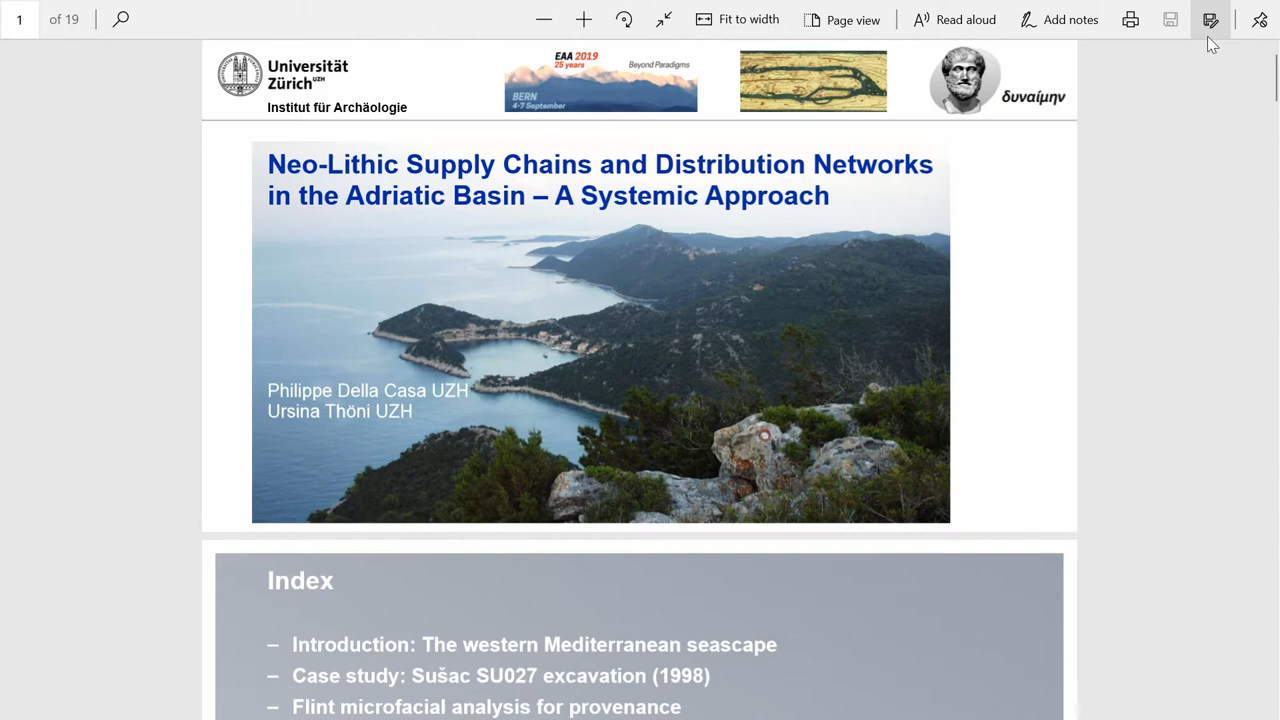 1 of 19 Fit to width Page view Read aloud Add notes
Universität
Zürich UZH
Institut für Archäologie
EAA 2019
25 years
Beyond Paradigms
BERN
4-7 September
δυναίμην
Neo-Lithic Supply Chains and Distribution Networks
in the Adriatic Basin – A Systemic Approach
Philippe Della Casa UZH
Ursina Thöni UZH
Index
– Introduction: The western Mediterranean seascape
– Case study: Sušac SU027 excavation (1998)
– Flint microfacial analysis for provenance